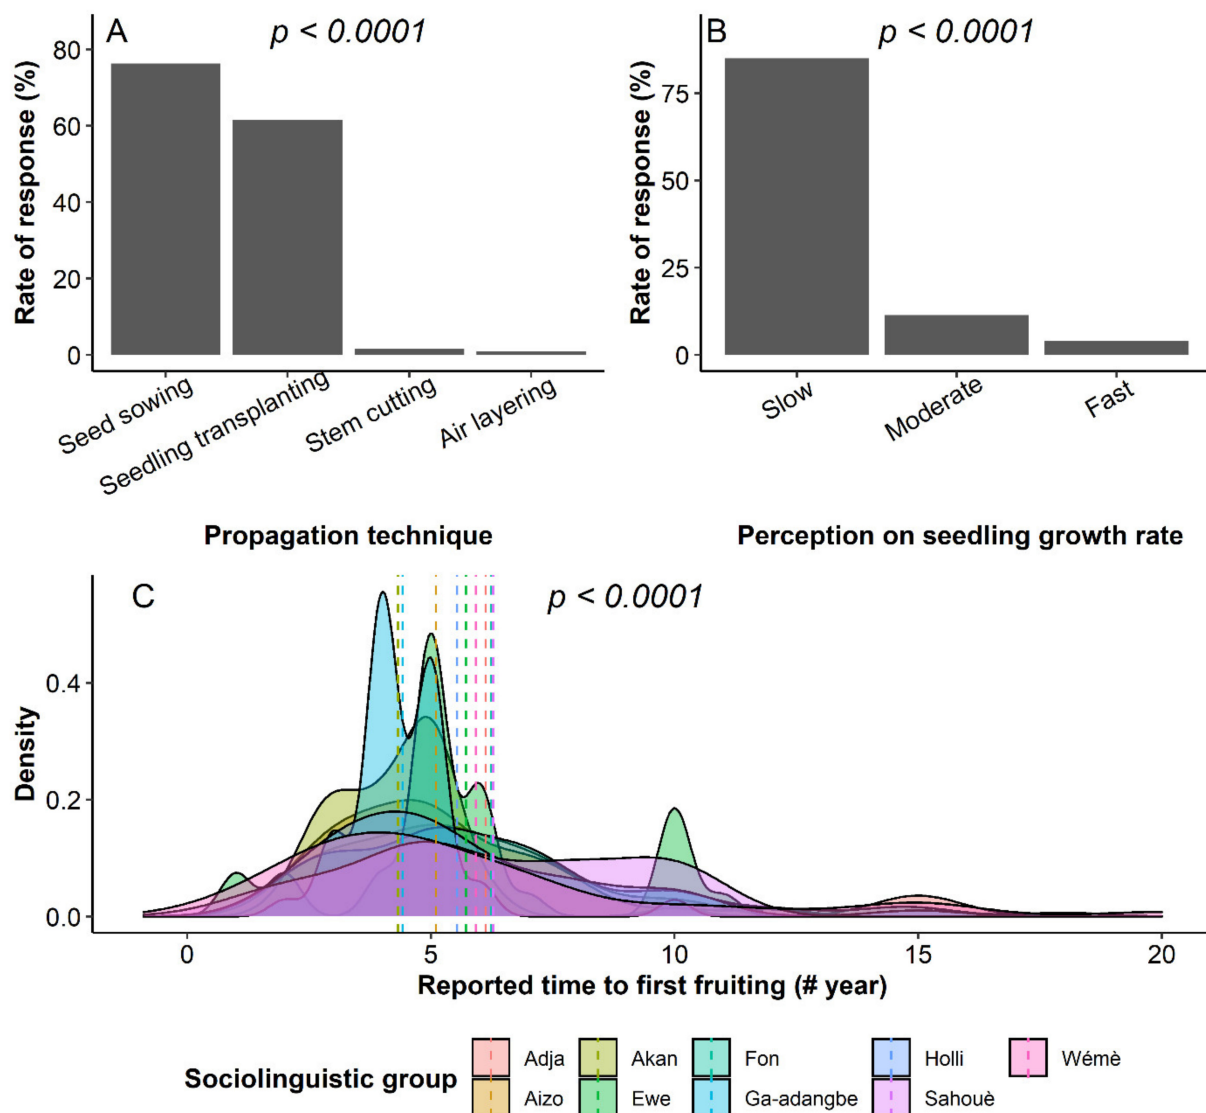 A
p < 0.0001
Rate of response (%)
80
60
40
20
0
Seed sowing
Seedling transplanting
Stem cutting
Air layering
Propagation technique
B
p < 0.0001
Rate of response (%)
75
50
25
0
Slow
Moderate
Fast
Perception on seedling growth rate
C
p < 0.0001
Density
0.4
0.2
0.0
0
5
10
15
20
Reported time to first fruiting (# year)
Sociolinguistic group
Adja
Akan
Fon
Holli
Wémè
Aizo
Ewe
Ga-adangbe
Sahouè